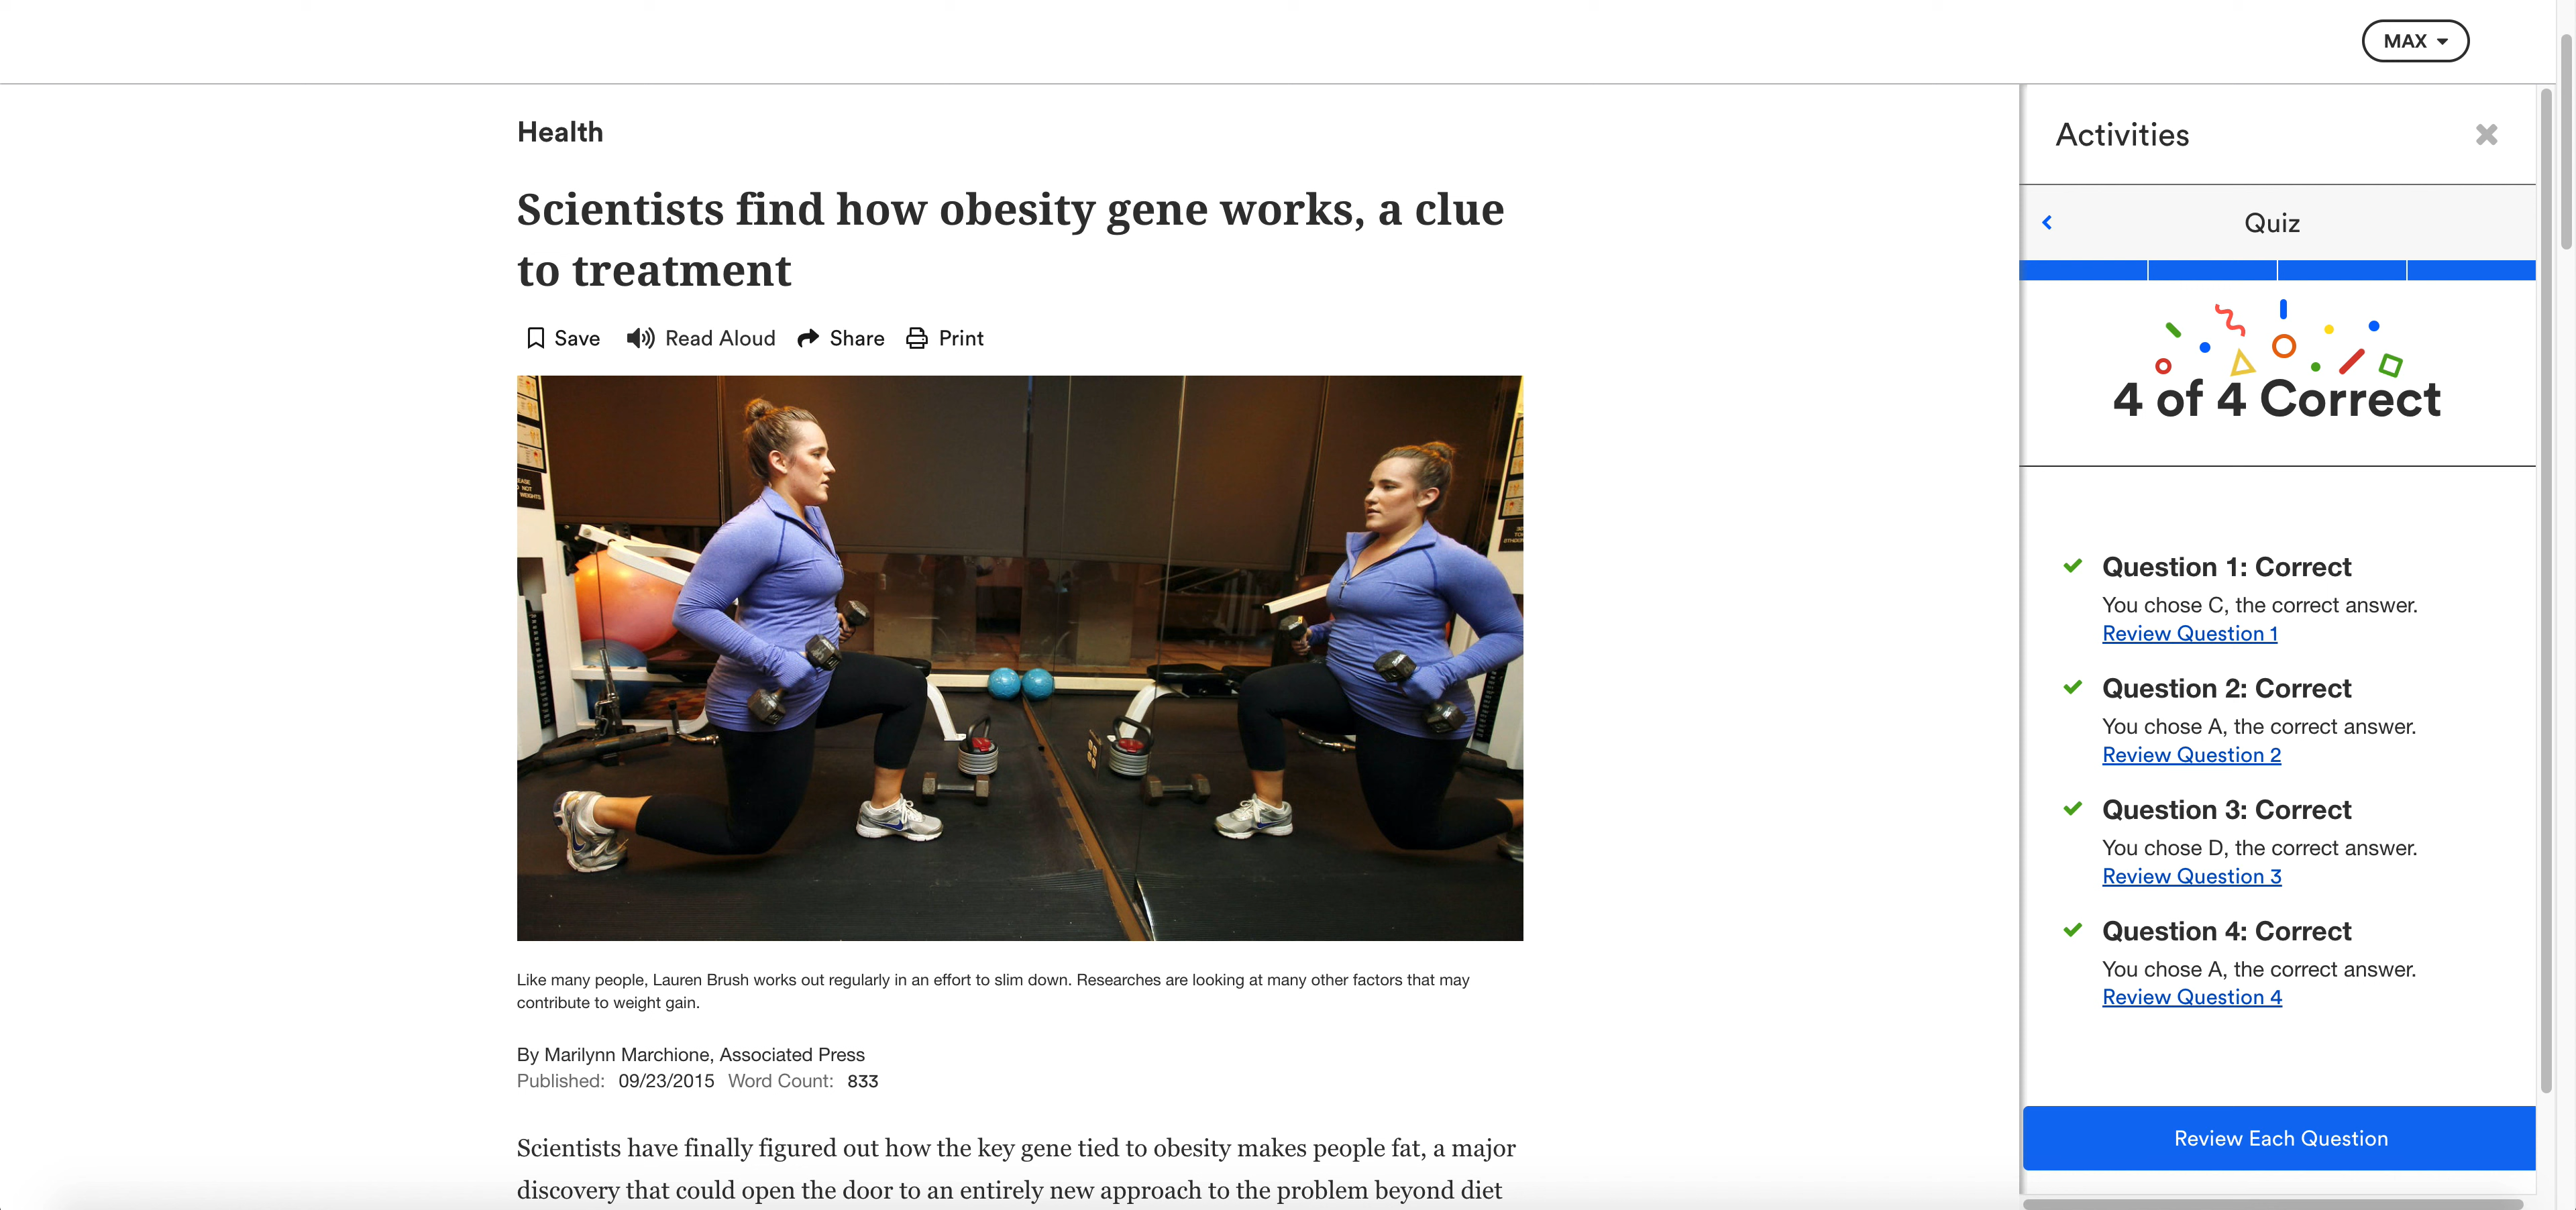 MAX
Health
Scientists find how obesity gene works, a clue
to treatment
Save Read Aloud Share Print
Like many people, Lauren Brush works out regularly in an effort to slim down. Researches are looking at many other factors that may
contribute to weight gain.
By Marilynn Marchione, Associated Press
Published: 09/23/2015 Word Count: 833
Scientists have finally figured out how the key gene tied to obesity makes people fat, a major
discovery that could open the door to an entirely new approach to the problem beyond diet
Activities
Quiz
4 of 4 Correct
Question 1: Correct
You chose C, the correct answer.
Review Question 1
Question 2: Correct
You chose A, the correct answer.
Review Question 2
Question 3: Correct
You chose D, the correct answer.
Review Question 3
Question 4: Correct
You chose A, the correct answer.
Review Question 4
Review Each Question